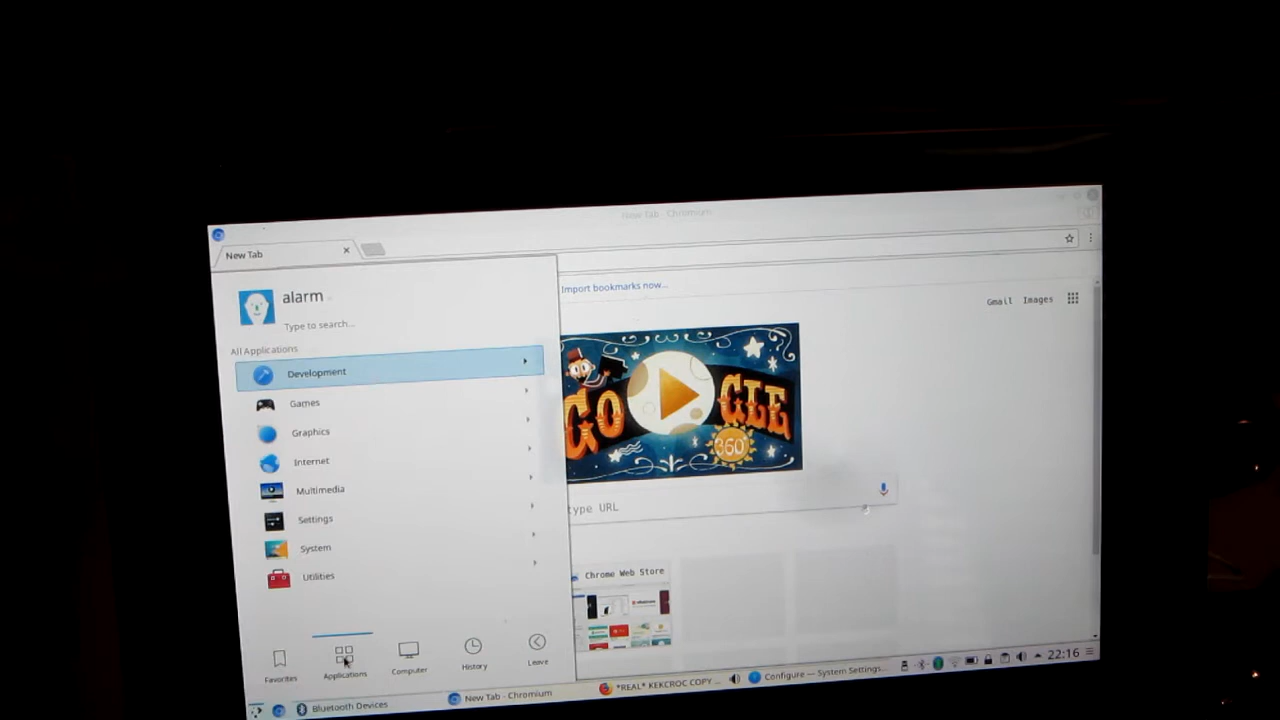 New Tab - Chromium
New Tab
alarm
Import bookmarks now...
Gmail Images
Type to search...
All Applications
Development
Games
Graphics
Internet
Multimedia
Settings
System
Utilities
GO GLE
360°
type URL
Chrome Web Store
Favorites
Applications
Computer
History
Leave
Bluetooth Devices
New Tab - Chromium
*REAL* KEKCROC COPY ...
Configure — System Settings...
22:16